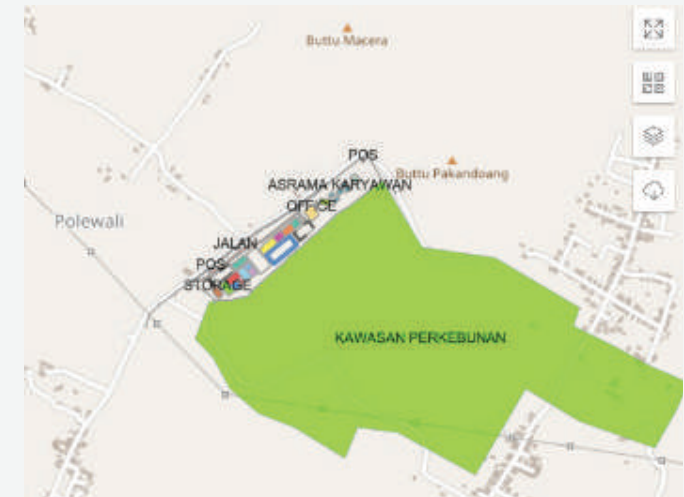 Buttu Macera
POS
Buttu Pakandoang
ASRAMA KARYAWAN
OFFICE
Polewali
JALAN
POS
STORAGE
KAWASAN PERKEBUNAN